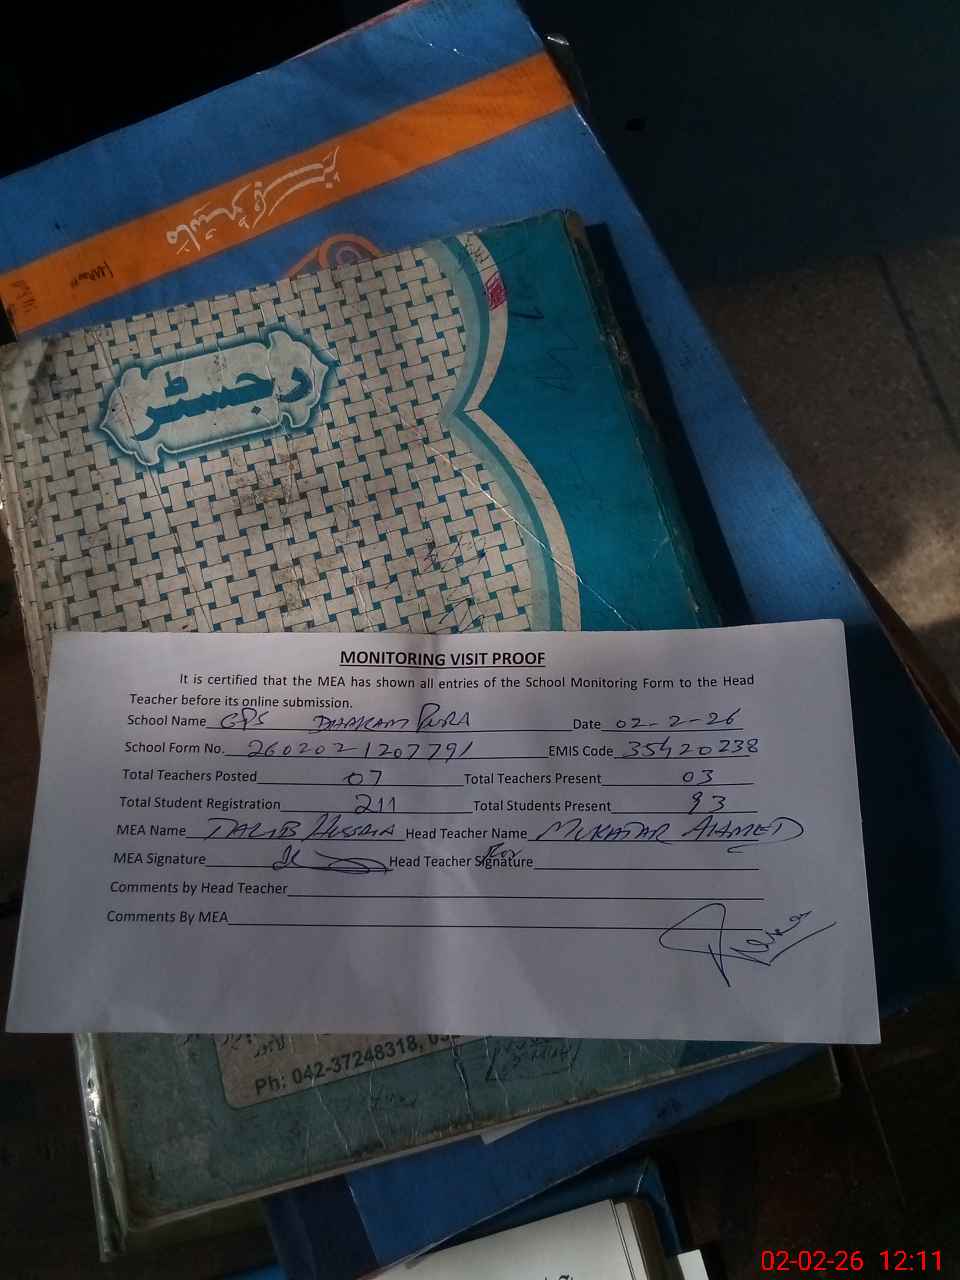 رجسٹر
MONITORING VISIT PROOF
It is certified that the MEA has shown all entries of the School Monitoring Form to the Head
Teacher before its online submission.
School Name GPS Date 02-2-26
School Form No. 2602021207791 EMIS Code 35420238
Total Teachers Posted 07 Total Teachers Present 03
Total Student Registration 211 Total Students Present 93
MEA Name TALIB HUSSAIN Head Teacher Name MUKHTAR AHMED
MEA Signature Head Teacher Signature
Comments by Head Teacher
Comments By MEA
Ph: 042-37248318,
02-02-26 12:11